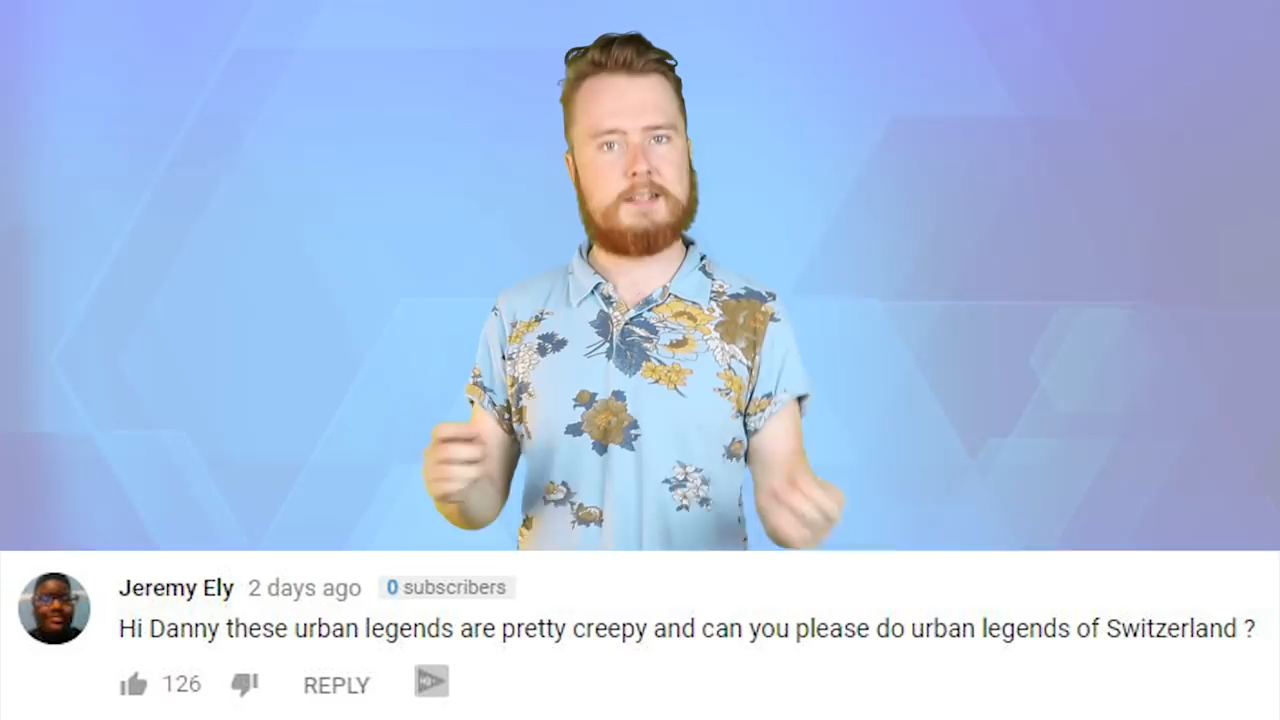 Jeremy Ely 2 days ago 0 subscribers
Hi Danny these urban legends are pretty creepy and can you please do urban legends of Switzerland ?
126 REPLY